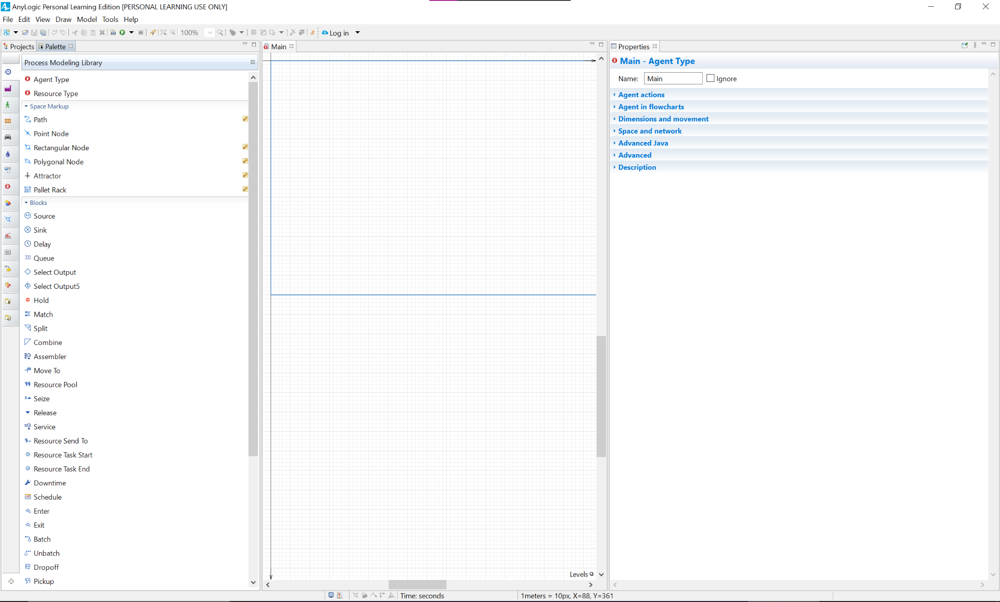 AnyLogic Personal Learning Edition [PERSONAL LEARNING USE ONLY]
File Edit View Draw Model Tools Help
100% Log in
Projects Palette
Process Modeling Library
Agent Type
Resource Type
Space Markup
Path
Point Node
Rectangular Node
Polygonal Node
Attractor
Pallet Rack
Blocks
Source
Sink
Delay
Queue
Select Output
Select Output5
Hold
Match
Split
Combine
Assembler
Move To
Resource Pool
Seize
Release
Service
Resource Send To
Resource Task Start
Resource Task End
Downtime
Schedule
Enter
Exit
Batch
Unbatch
Dropoff
Pickup
Main
Levels
Properties
Main - Agent Type
Name: Main Ignore
Agent actions
Agent in flowcharts
Dimensions and movement
Space and network
Advanced Java
Advanced
Description
Time: seconds
1meters = 10px, X=88, Y=361